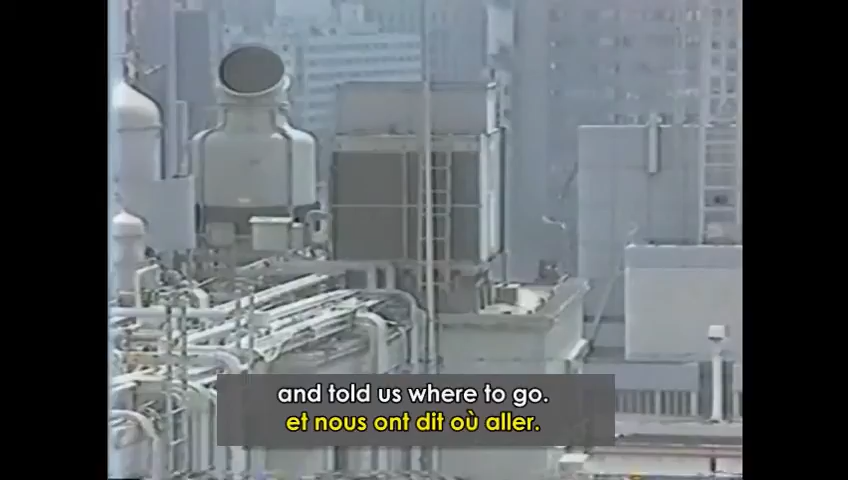 and told us where to go.
et nous ont dit où aller.